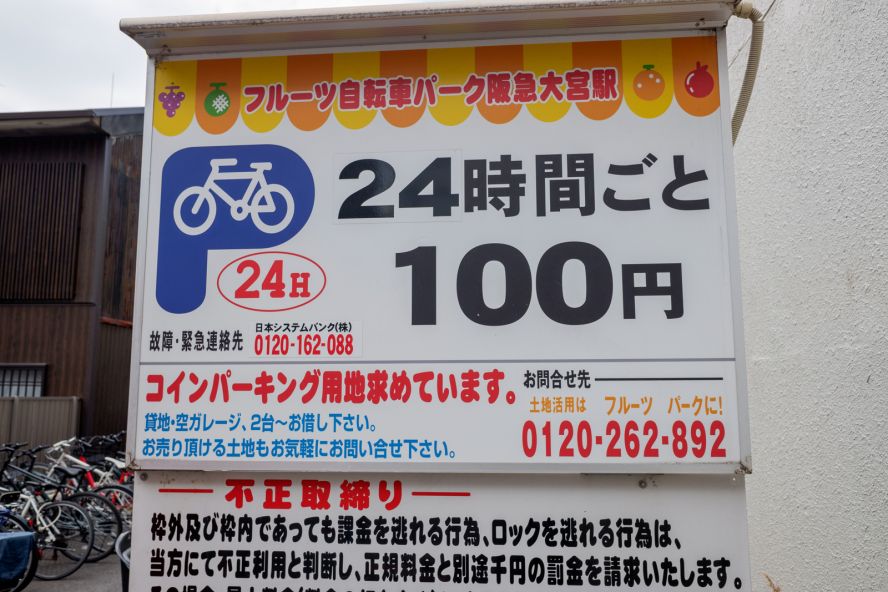 フルーツ自転車パーク阪急大宮駅
P
24H
24時間ごと
100円
故障・緊急連絡先
日本システムバンク(株)
0120-162-088
コインパーキング用地求めています。
貸地・空ガレージ、2台～お借し下さい。
お売り頂ける土地もお気軽にお問い合せ下さい。
お問合せ先
土地活用は フルーツ パークに!
0120-262-892
不正取締り
枠外及び枠内であっても課金を逃れる行為、ロックを逃れる行為は、
当方にて不正利用と判断し、正規料金と別途千円の罰金を請求いたします。